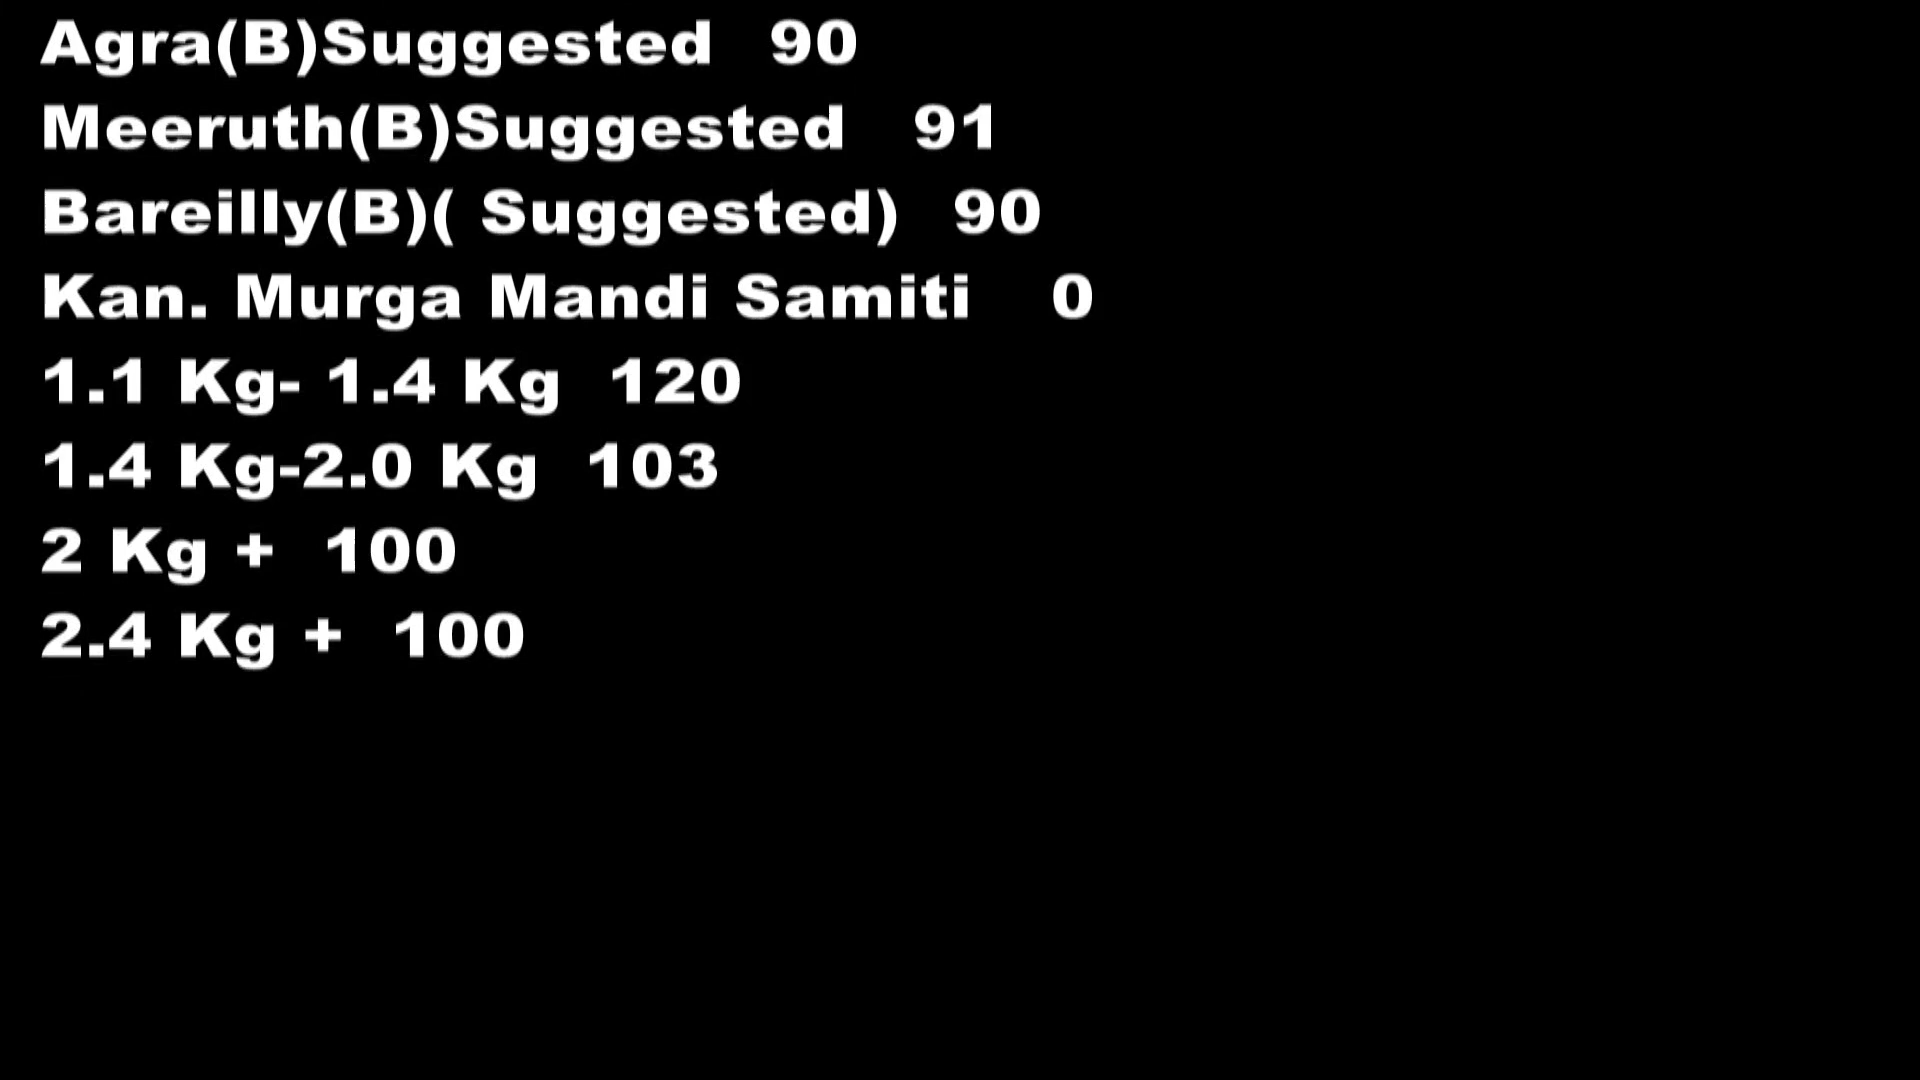 Agra(B)Suggested 90
Meeruth(B)Suggested 91
Bareilly(B)( Suggested) 90
Kan. Murga Mandi Samiti 0
1.1 Kg- 1.4 Kg 120
1.4 Kg-2.0 Kg 103
2 Kg + 100
2.4 Kg + 100